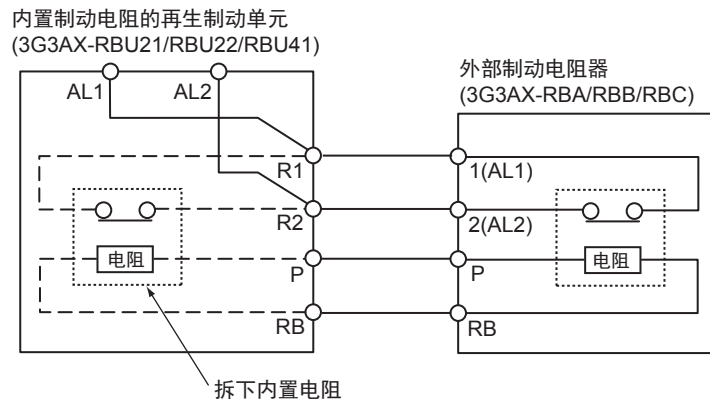 内置制动电阻的再生制动单元
(3G3AX-RBU21/RBU22/RBU41)
外部制动电阻器
(3G3AX-RBA/RBB/RBC)
AL1
AL2
R1
1(AL1)
R2
2(AL2)
电阻
P
P
电阻
RB
RB
拆下内置电阻